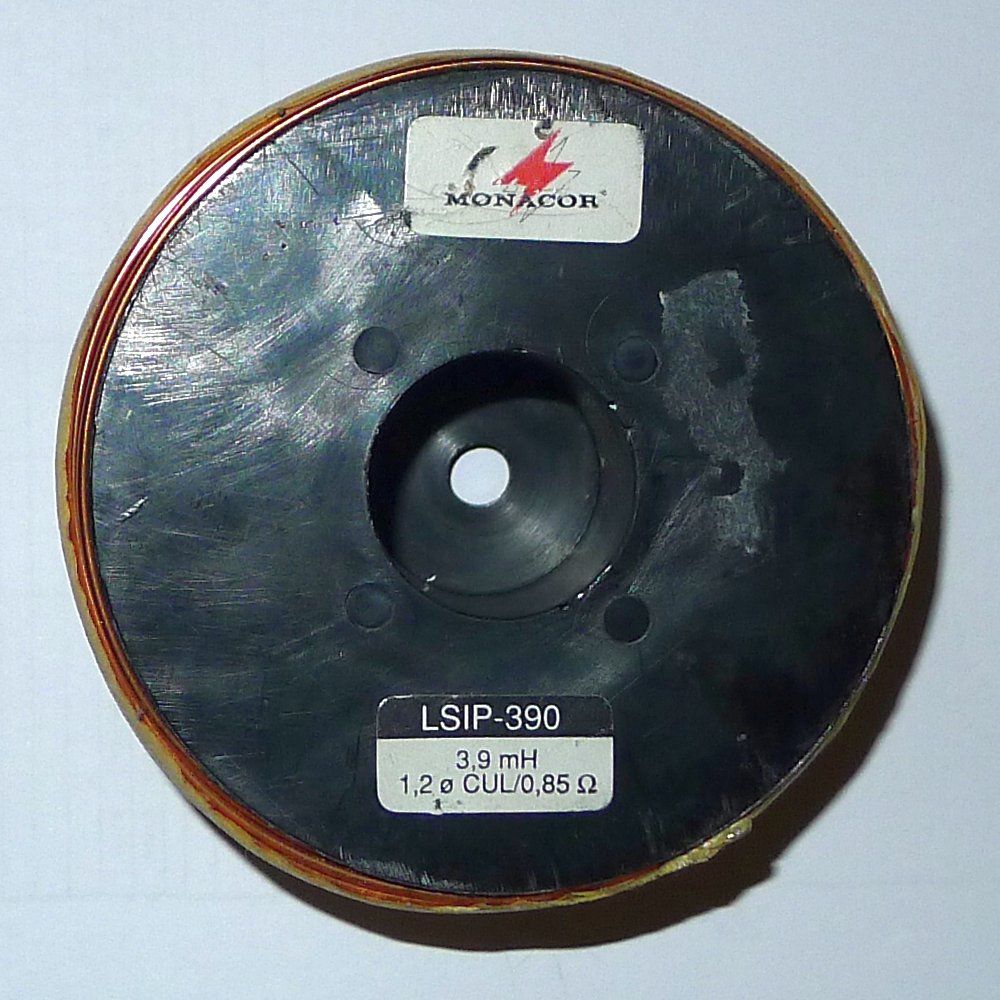 MONACOR®
LSIP-390
3,9 mH
1,2 ø CUL/0,85 Ω